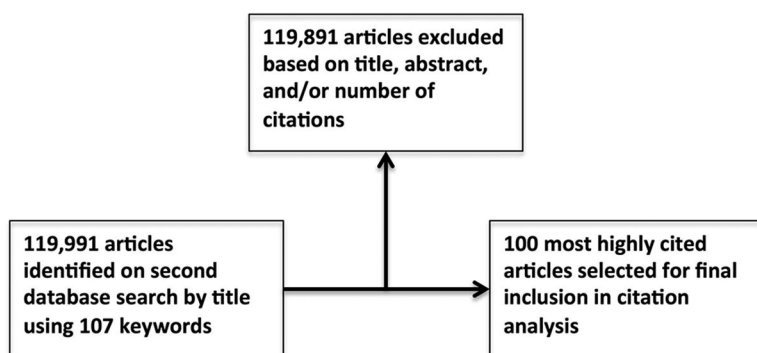 119,891 articles excluded
based on title, abstract,
and/or number of
citations
119,991 articles
identified on second
database search by title
using 107 keywords
100 most highly cited
articles selected for final
inclusion in citation
analysis